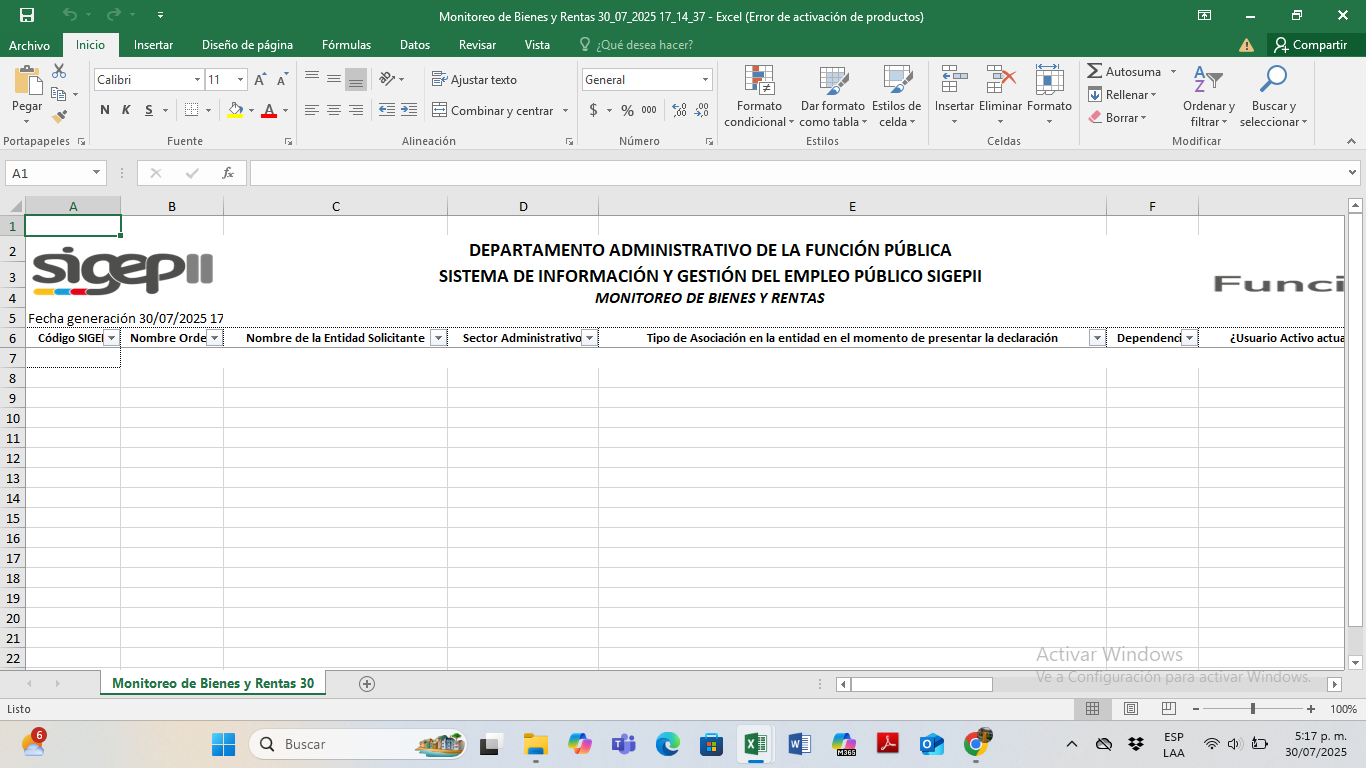 Monitoreo de Bienes y Rentas 30_07_2025 17_14_37 - Excel (Error de activación de productos)
Archivo Inicio Insertar Diseño de página Fórmulas Datos Revisar Vista ¿Qué desea hacer? Compartir
Pegar
Calibri 11
N K S
Ajustar texto
Combinar y centrar
General
$ % 000
Formato condicional
Dar formato como tabla
Estilos de celda
Insertar Eliminar Formato
Autosuma
Rellenar
Borrar
Ordenar y filtrar
Buscar y seleccionar
Portapapeles Fuente Alineación Número Estilos Celdas Modificar
A1 fx
A B C D E F
1
2 sigepII DEPARTAMENTO ADMINISTRATIVO DE LA FUNCIÓN PÚBLICA
3 SISTEMA DE INFORMACIÓN Y GESTIÓN DEL EMPLEO PÚBLICO SIGEPII Funci
4 MONITOREO DE BIENES Y RENTAS
5 Fecha generación 30/07/2025 17
6 Código SIGE Nombre Orde Nombre de la Entidad Solicitante Sector Administrativo Tipo de Asociación en la entidad en el momento de presentar la declaración Dependenci ¿Usuario Activo actua
7
8
9
10
11
12
13
14
15
16
17
18
19
20
21
22
Activar Windows
Ve a Configuración para activar Windows.
Monitoreo de Bienes y Rentas 30
Listo 100%
6 Buscar M365 ESP LAA 5:17 p. m. 30/07/2025